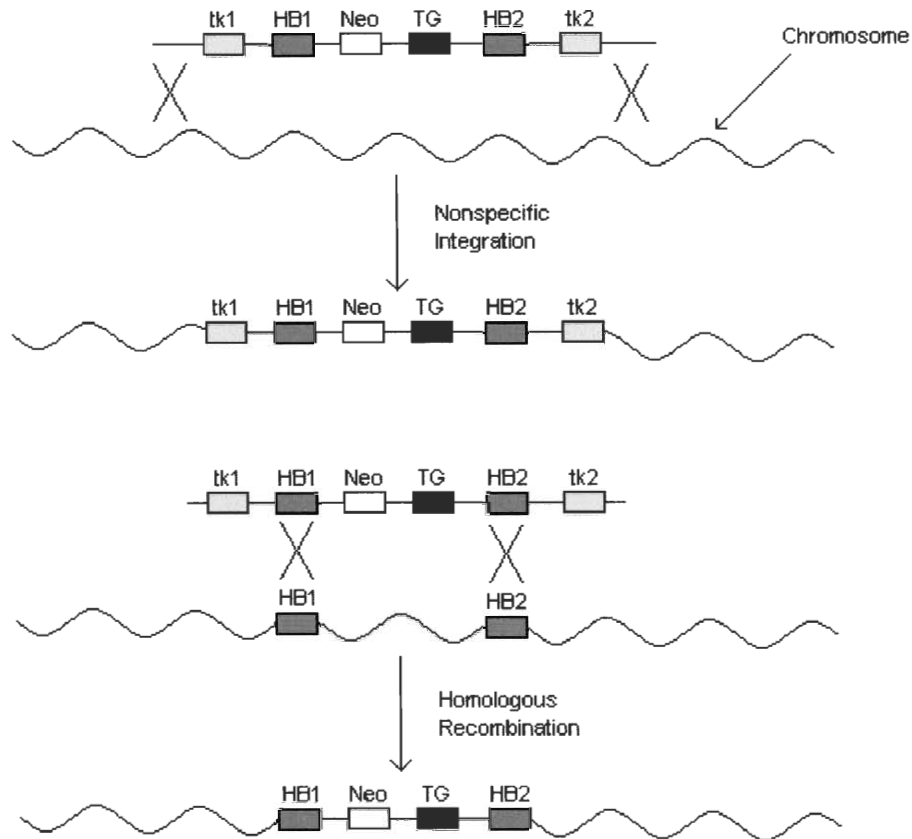 tk1 HB1 Neo TG HB2 tk2
Chromosome
Nonspecific
Integration
tk1 HB1 Neo TG HB2 tk2
tk1 HB1 Neo TG HB2 tk2
HB1 HB2
Homologous
Recombination
HB1 Neo TG HB2